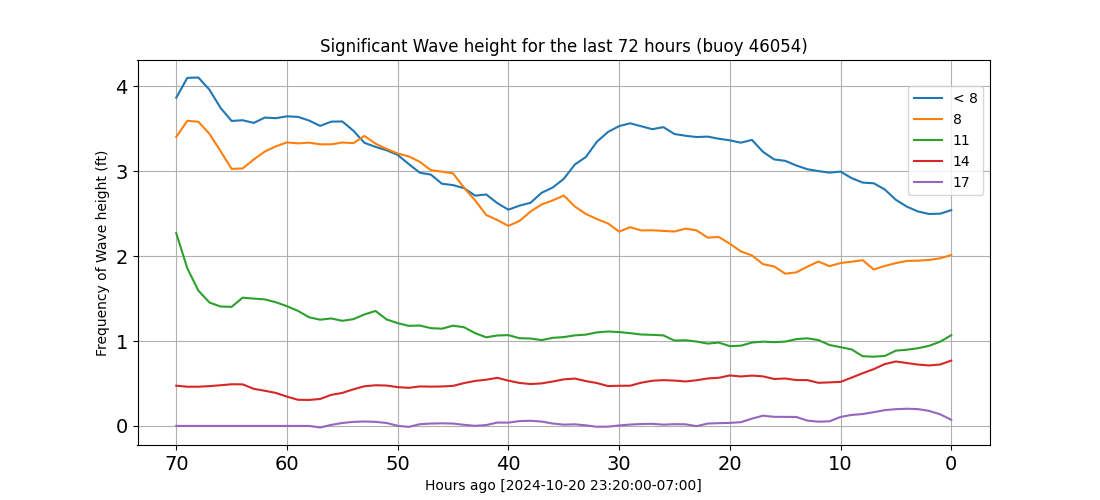 Significant Wave height for the last 72 hours (buoy 46054)
Frequency of Wave height (ft)
4
3
2
1
0
< 8
8
11
14
17
70 60 50 40 30 20 10 0
Hours ago [2024-10-20 23:20:00-07:00]